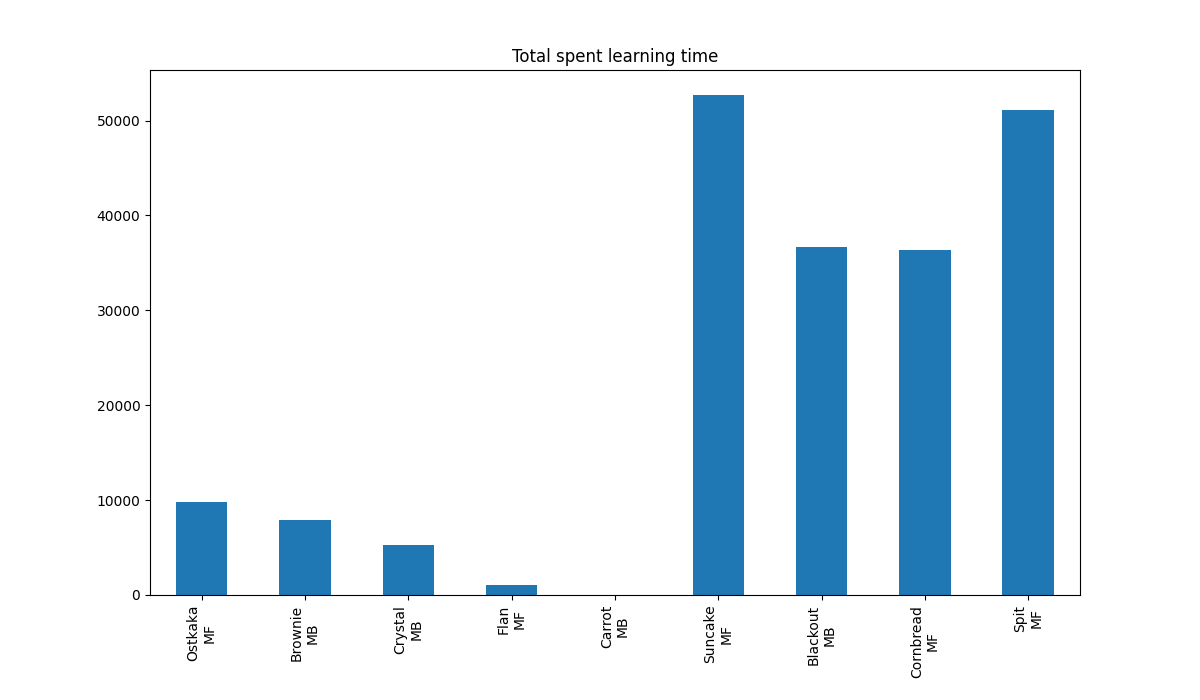 Total spent learning time
50000
40000
30000
20000
10000
0
Ostkaka
MF
Brownie
MB
Crystal
MB
Flan
MF
Carrot
MB
Suncake
MF
Blackout
MB
Cornbread
MF
Spit
MF